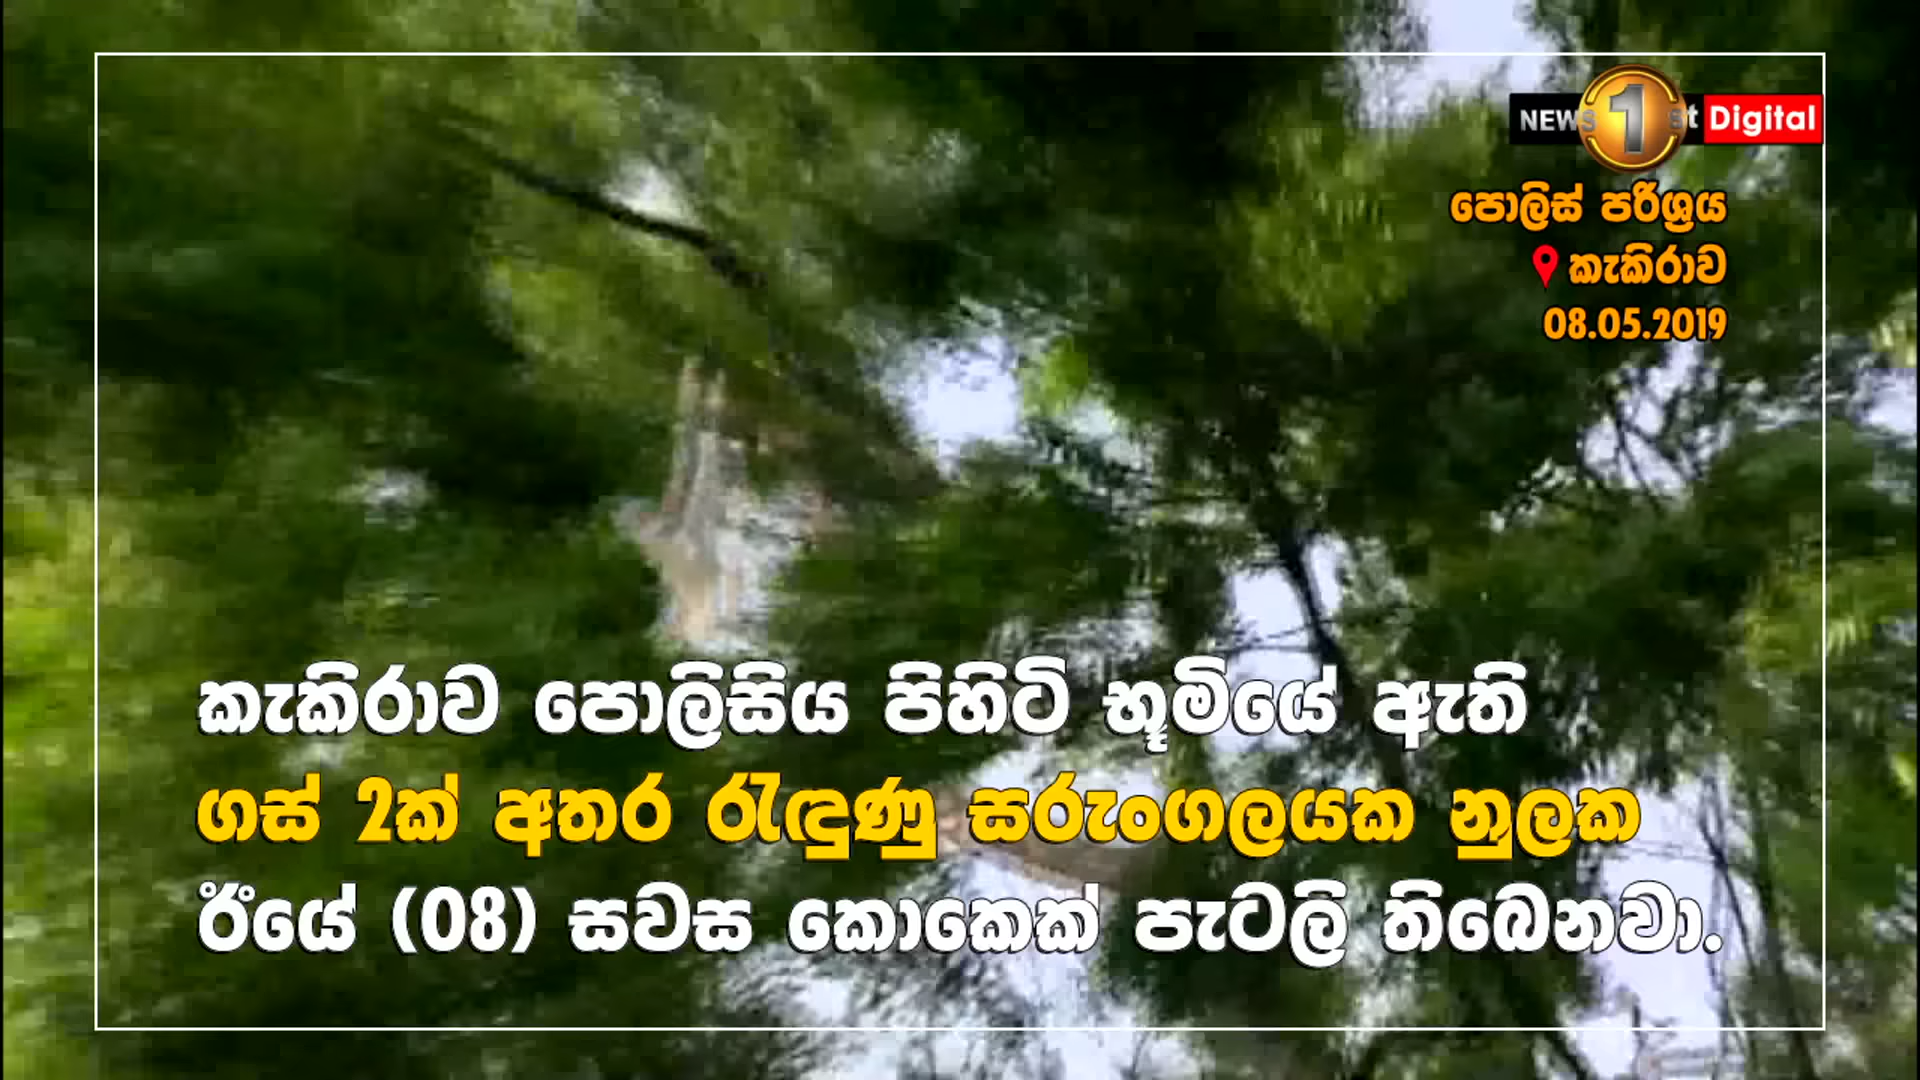 NEWS 1st Digital
පොලිස් පරිශ්‍රය
කැකිරාව
08.05.2019
කැකිරාව පොලිසිය පිහිටි භූමියේ ඇති
ගස් 2ක් අතර රැඳුණු සරුංගලයක නුලක
ඊයේ (08) සවස කොකෙක් පැටලි තිබෙනවා.